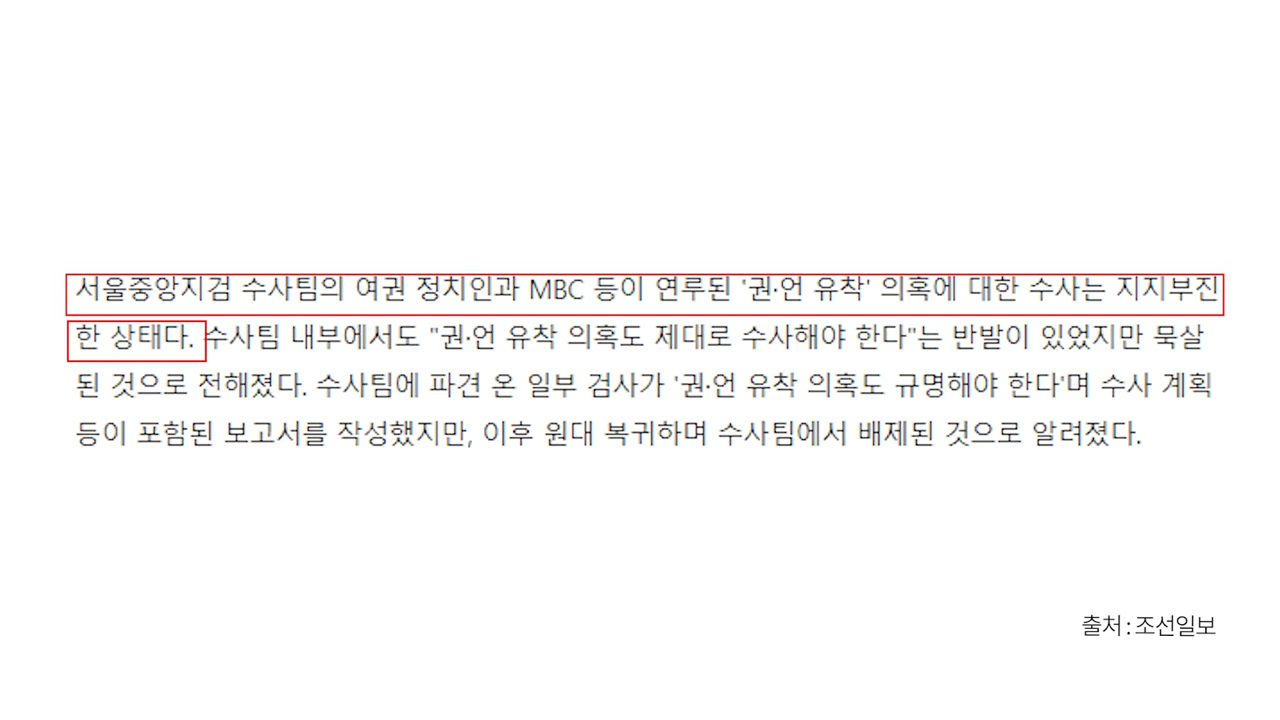 서울중앙지검 수사팀의 여권 정치인과 MBC 등이 연루된 '권·언 유착' 의혹에 대한 수사는 지지부진
한 상태다. 수사팀 내부에서도 "권·언 유착 의혹도 제대로 수사해야 한다"는 반발이 있었지만 묵살
된 것으로 전해졌다. 수사팀에 파견 온 일부 검사가 '권·언 유착 의혹도 규명해야 한다'며 수사 계획
등이 포함된 보고서를 작성했지만, 이후 원대 복귀하며 수사팀에서 배제된 것으로 알려졌다.
출처 : 조선일보